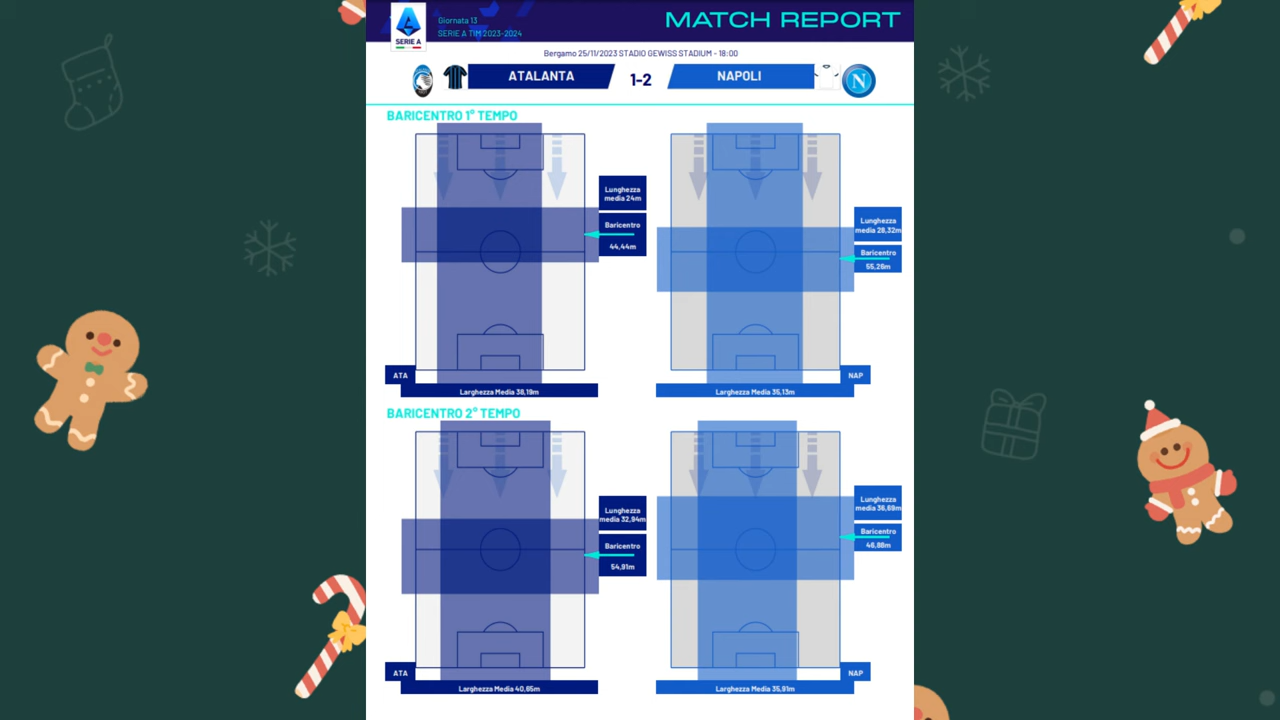 SERIE A
Giornata 13
SERIE A TIM 2023-2024
MATCH REPORT
Bergamo 25/11/2023 STADIO GEWISS STADIUM - 18:00
ATALANTA
1-2
NAPOLI
N
BARICENTRO 1° TEMPO
Lunghezza
media 24m
Baricentro
44,44m
ATA
Larghezza Media 38,19m
Lunghezza
media 28,32m
Baricentro
55,26m
NAP
Larghezza Media 35,13m
BARICENTRO 2° TEMPO
Lunghezza
media 32,94m
Baricentro
54,91m
ATA
Larghezza Media 40,65m
Lunghezza
media 36,69m
Baricentro
46,86m
NAP
Larghezza Media 35,91m